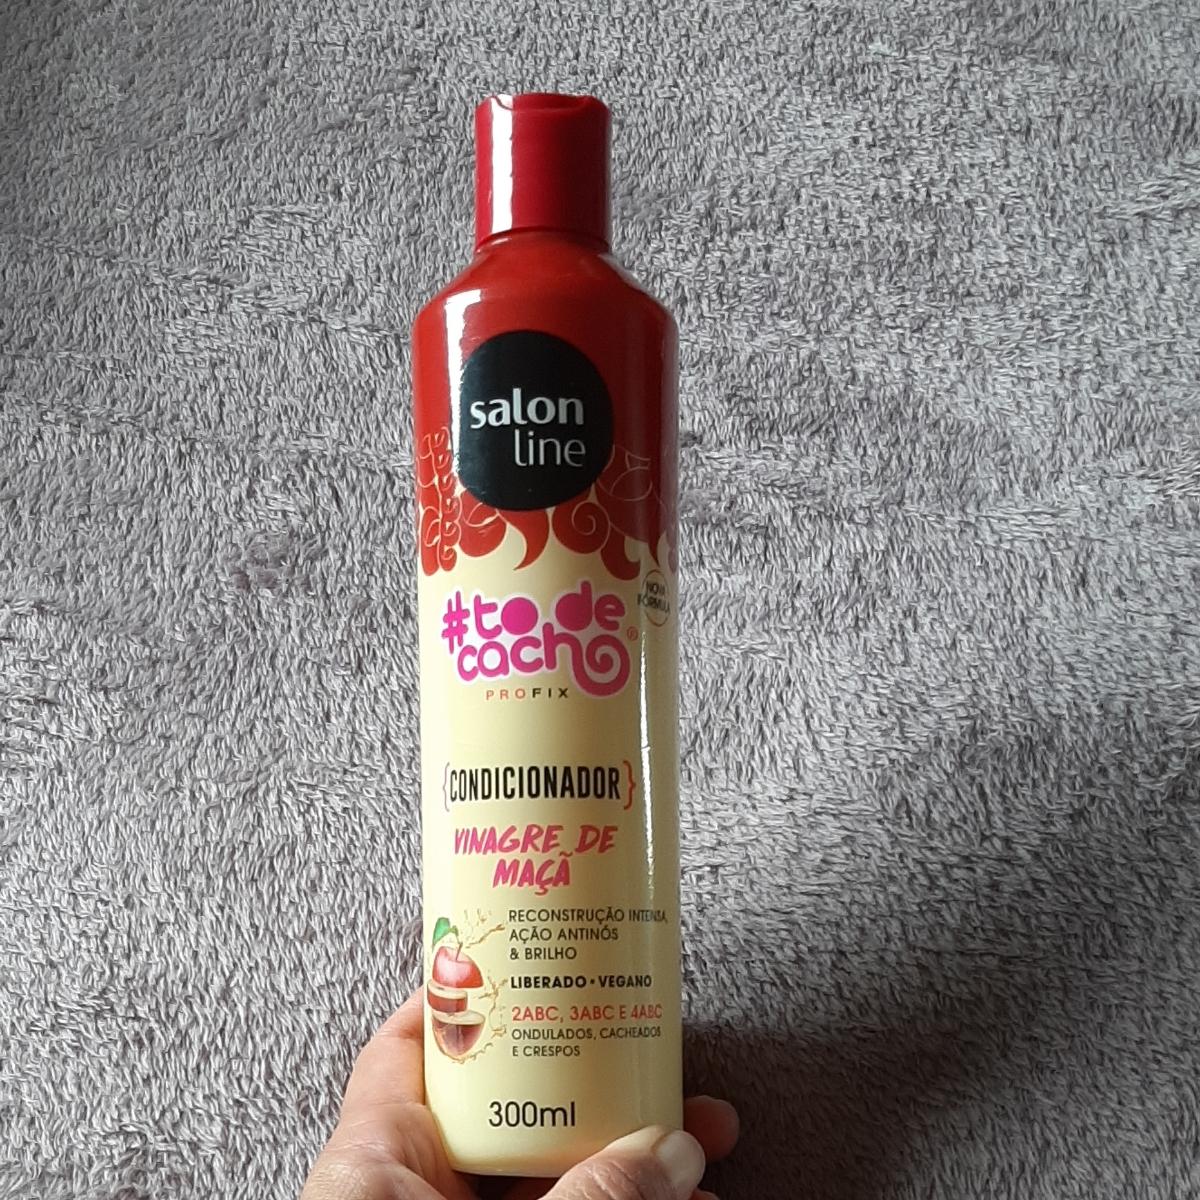 salon
line
#to de
cacho®
NOVA
FÓRMULA
PROFIX
{CONDICIONADOR}
VINAGRE DE
MAÇÃ
RECONSTRUÇÃO INTENSA,
AÇÃO ANTINÓS
& BRILHO
LIBERADO • VEGANO
2ABC, 3ABC E 4ABC
ONDULADOS, CACHEADOS
E CRESPOS
300ml